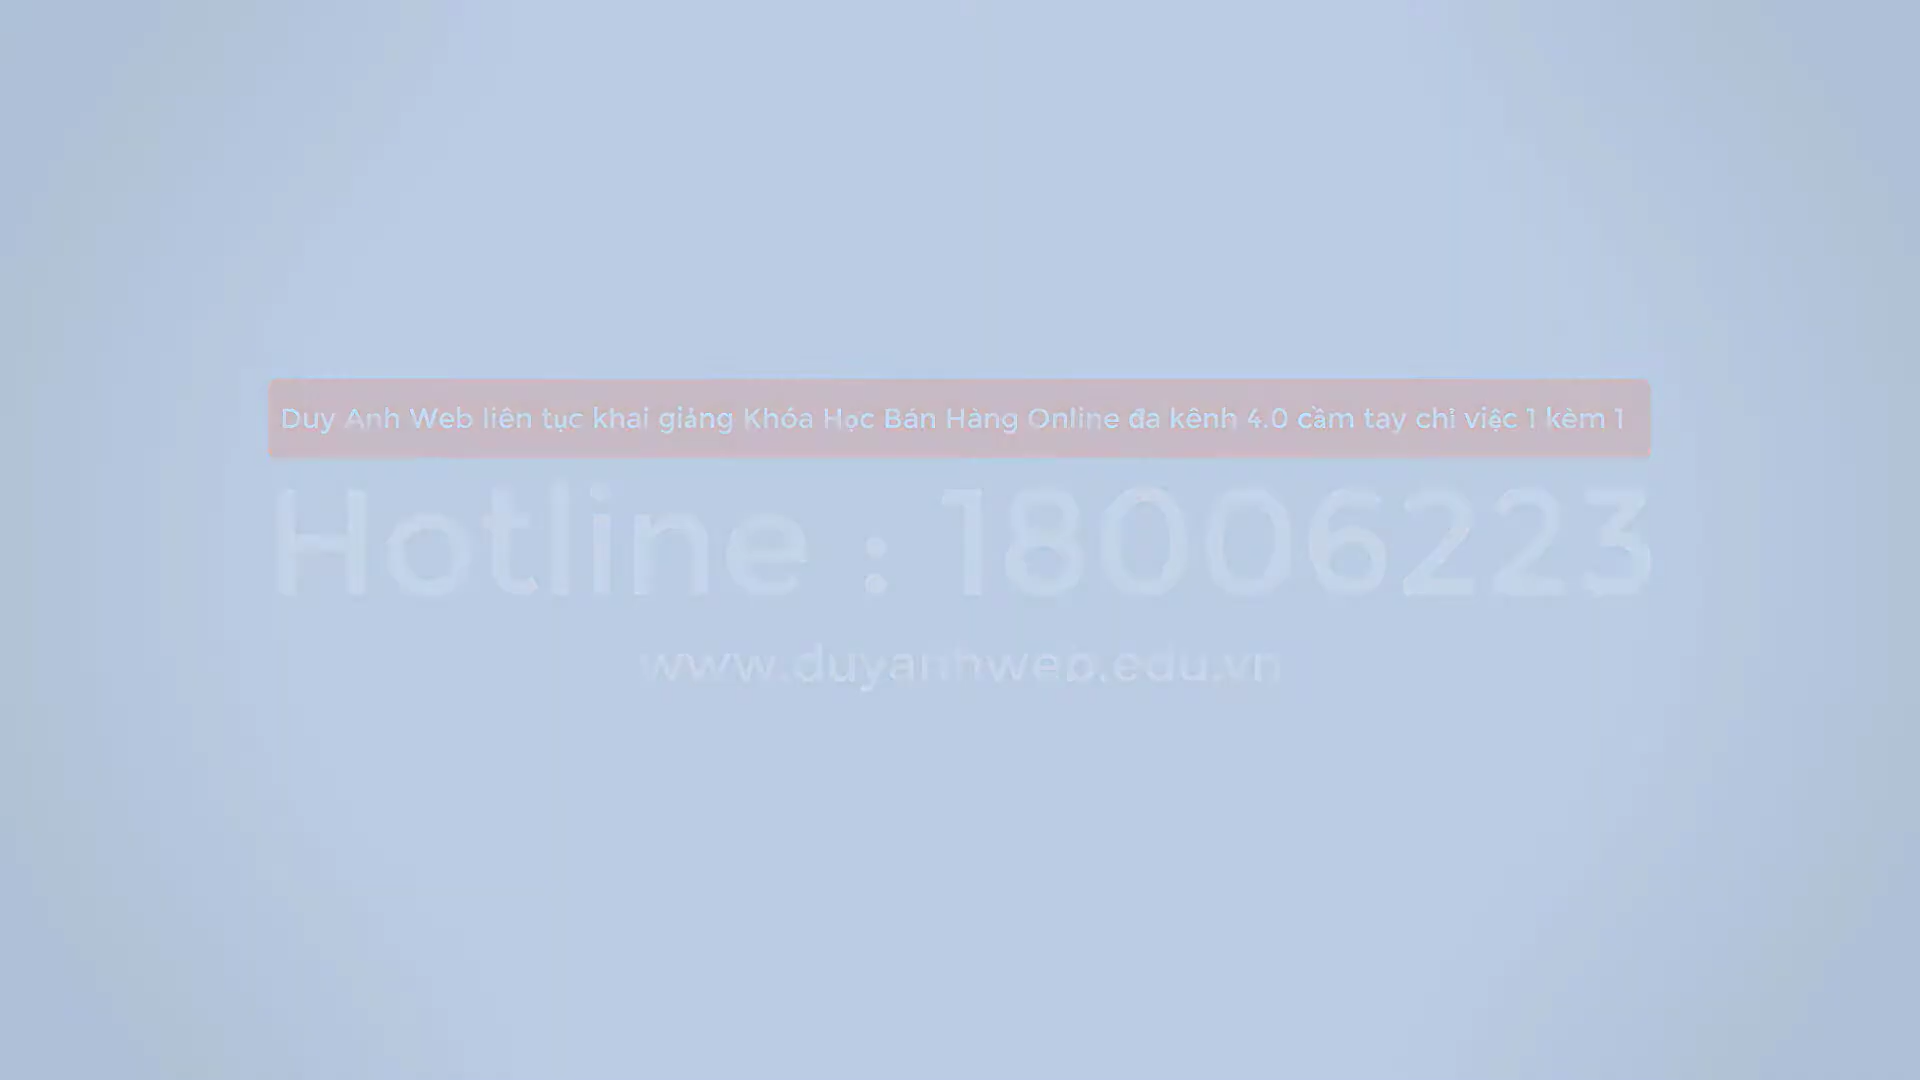 Duy Anh Web liên tục khai giảng Khóa Học Bán Hàng Online đa kênh 4.0 cầm tay chỉ việc 1 kèm 1
Hotline : 18006223
www.duyanhweb.edu.vn